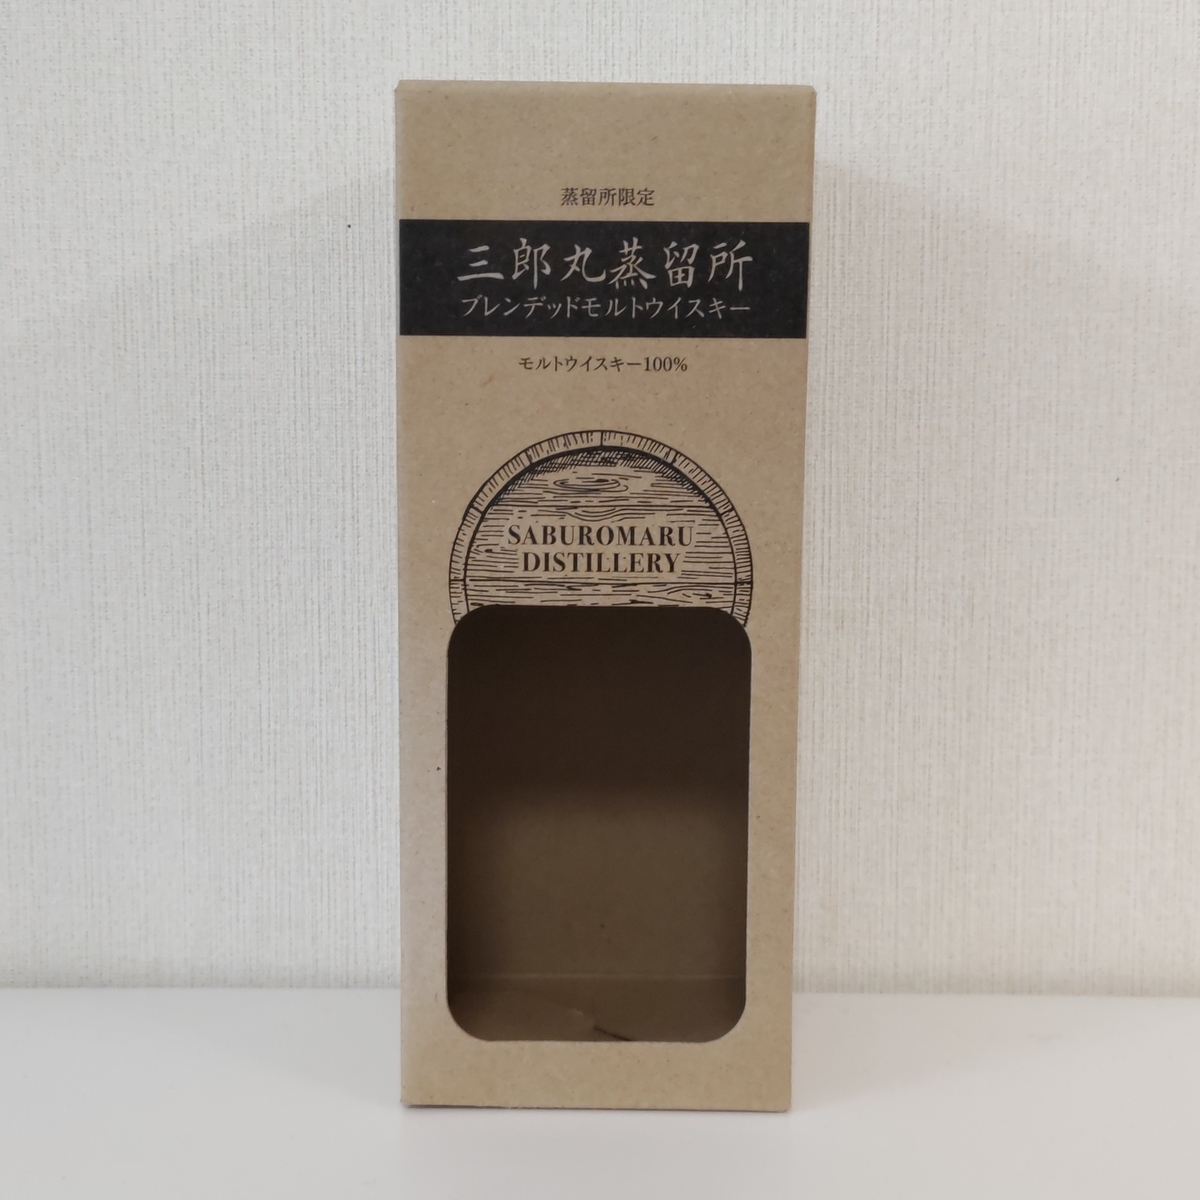 蒸留所限定
三郎丸蒸留所
ブレンデッドモルトウイスキー
モルトウイスキー100%
SABUROMARU
DISTILLERY